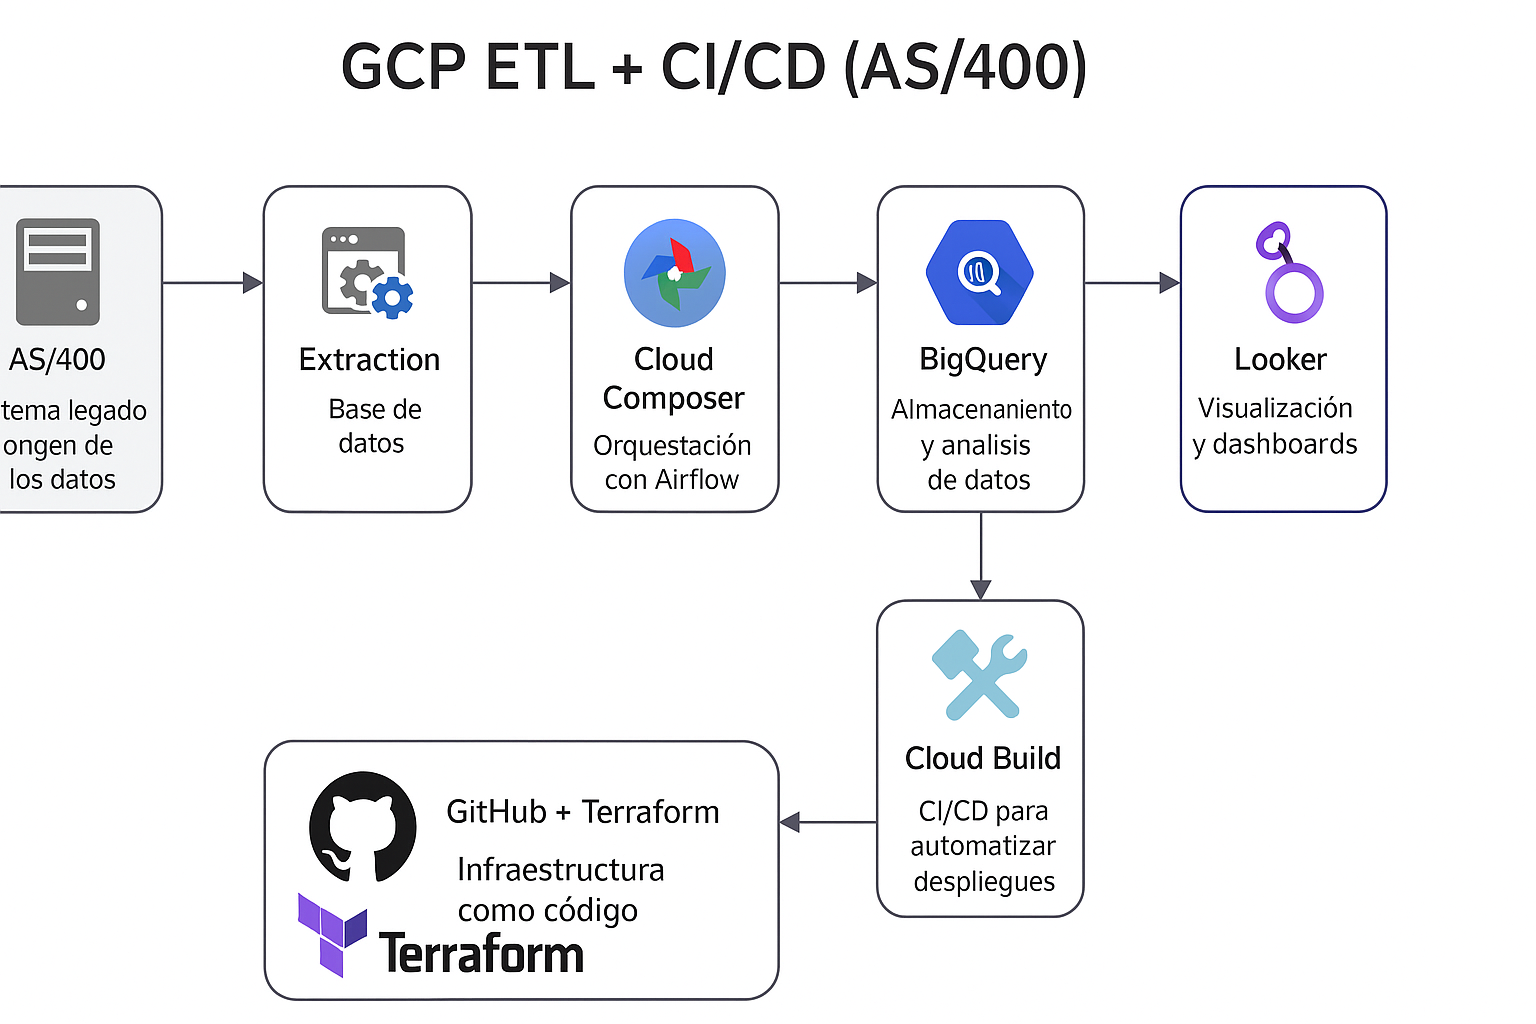 GCP ETL + CI/CD (AS/400)
AS/400
tema legado
ongen de
los datos
Extraction
Base de
datos
Cloud
Composer
Orquestación
con Airflow
BigQuery
Almacenaniento
y analisis
de datos
Looker
Visualización
y dashboards
Cloud Build
CI/CD para
automatizar
despliegues
GitHub + Terraform
Infraestructura
como código
Terraform